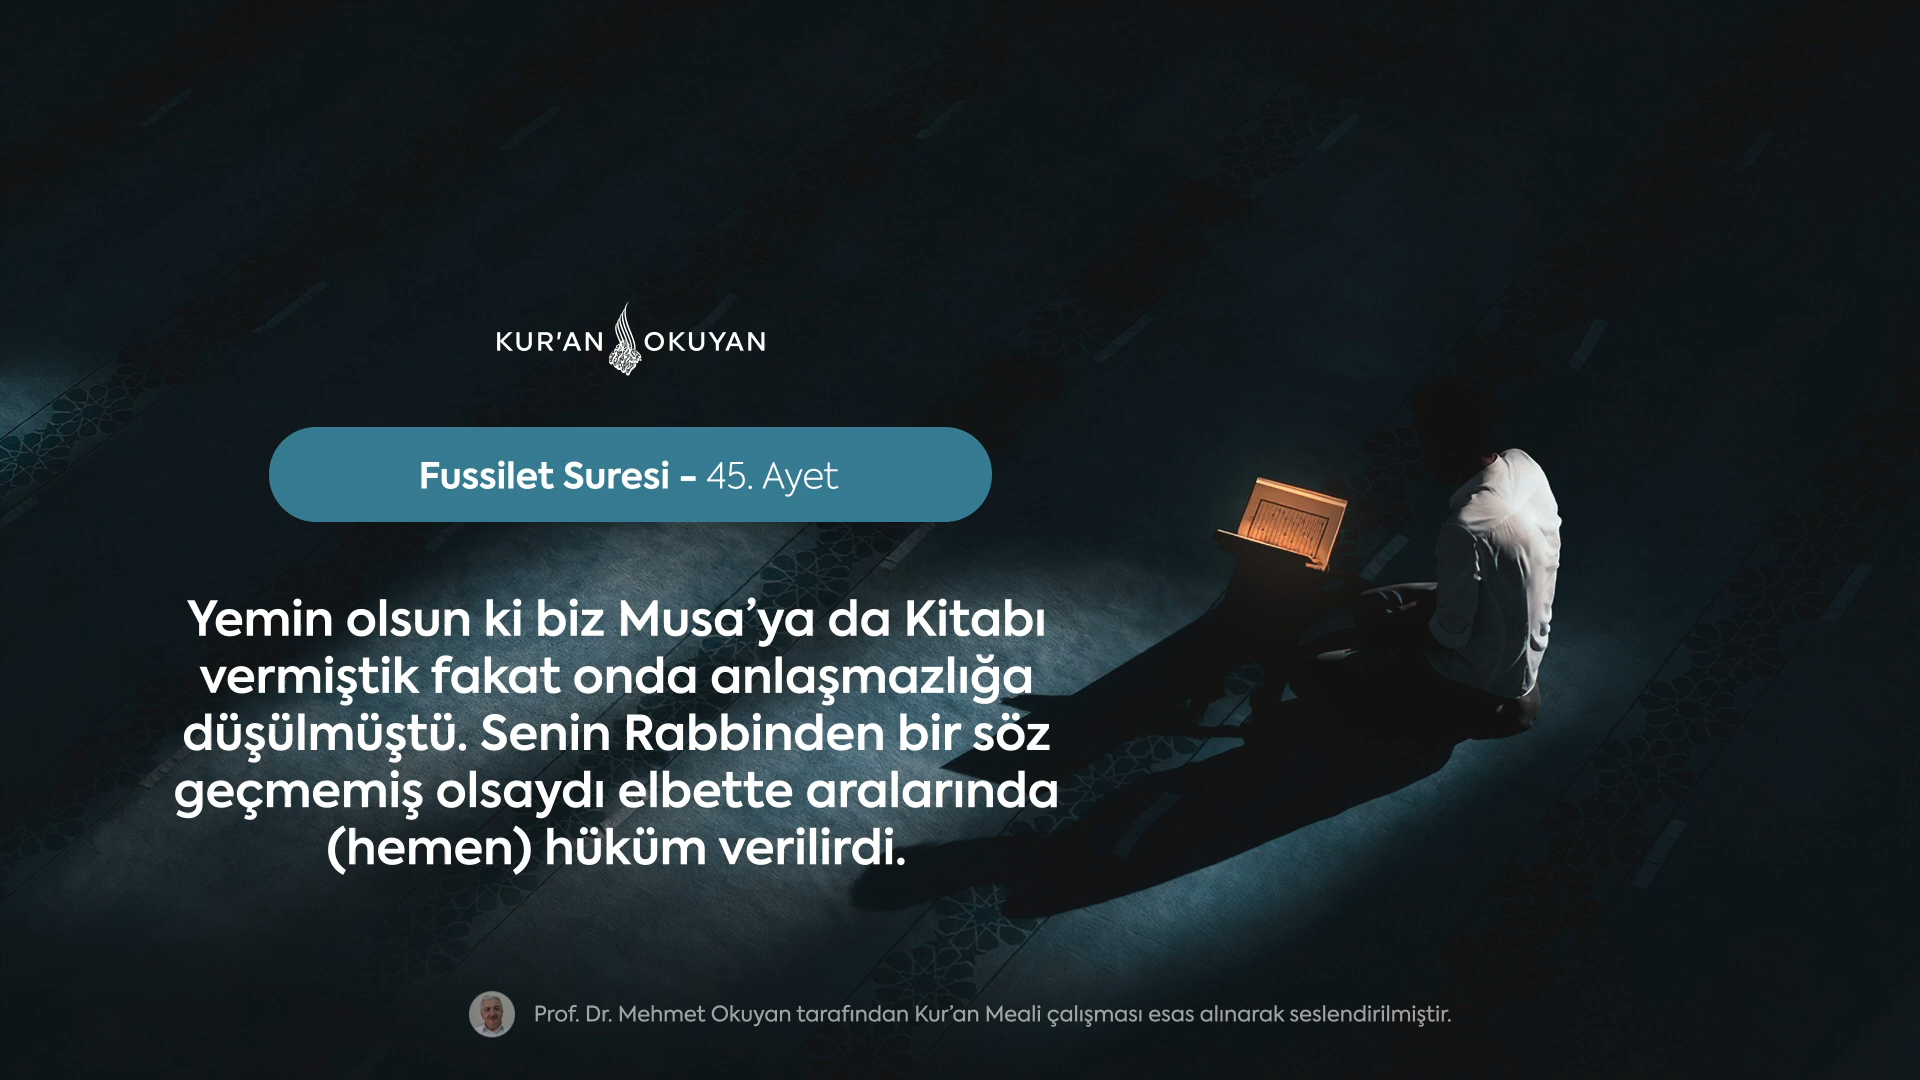 KUR'AN OKUYAN
Fussilet Suresi - 45. Ayet
Yemin olsun ki biz Musa’ya da Kitabı
vermiştik fakat onda anlaşmazlığa
düşülmüştü. Senin Rabbinden bir söz
geçmemiş olsaydı elbette aralarında
(hemen) hüküm verilirdi.
Prof. Dr. Mehmet Okuyan tarafından Kur’an Meali çalışması esas alınarak seslendirilmiştir.